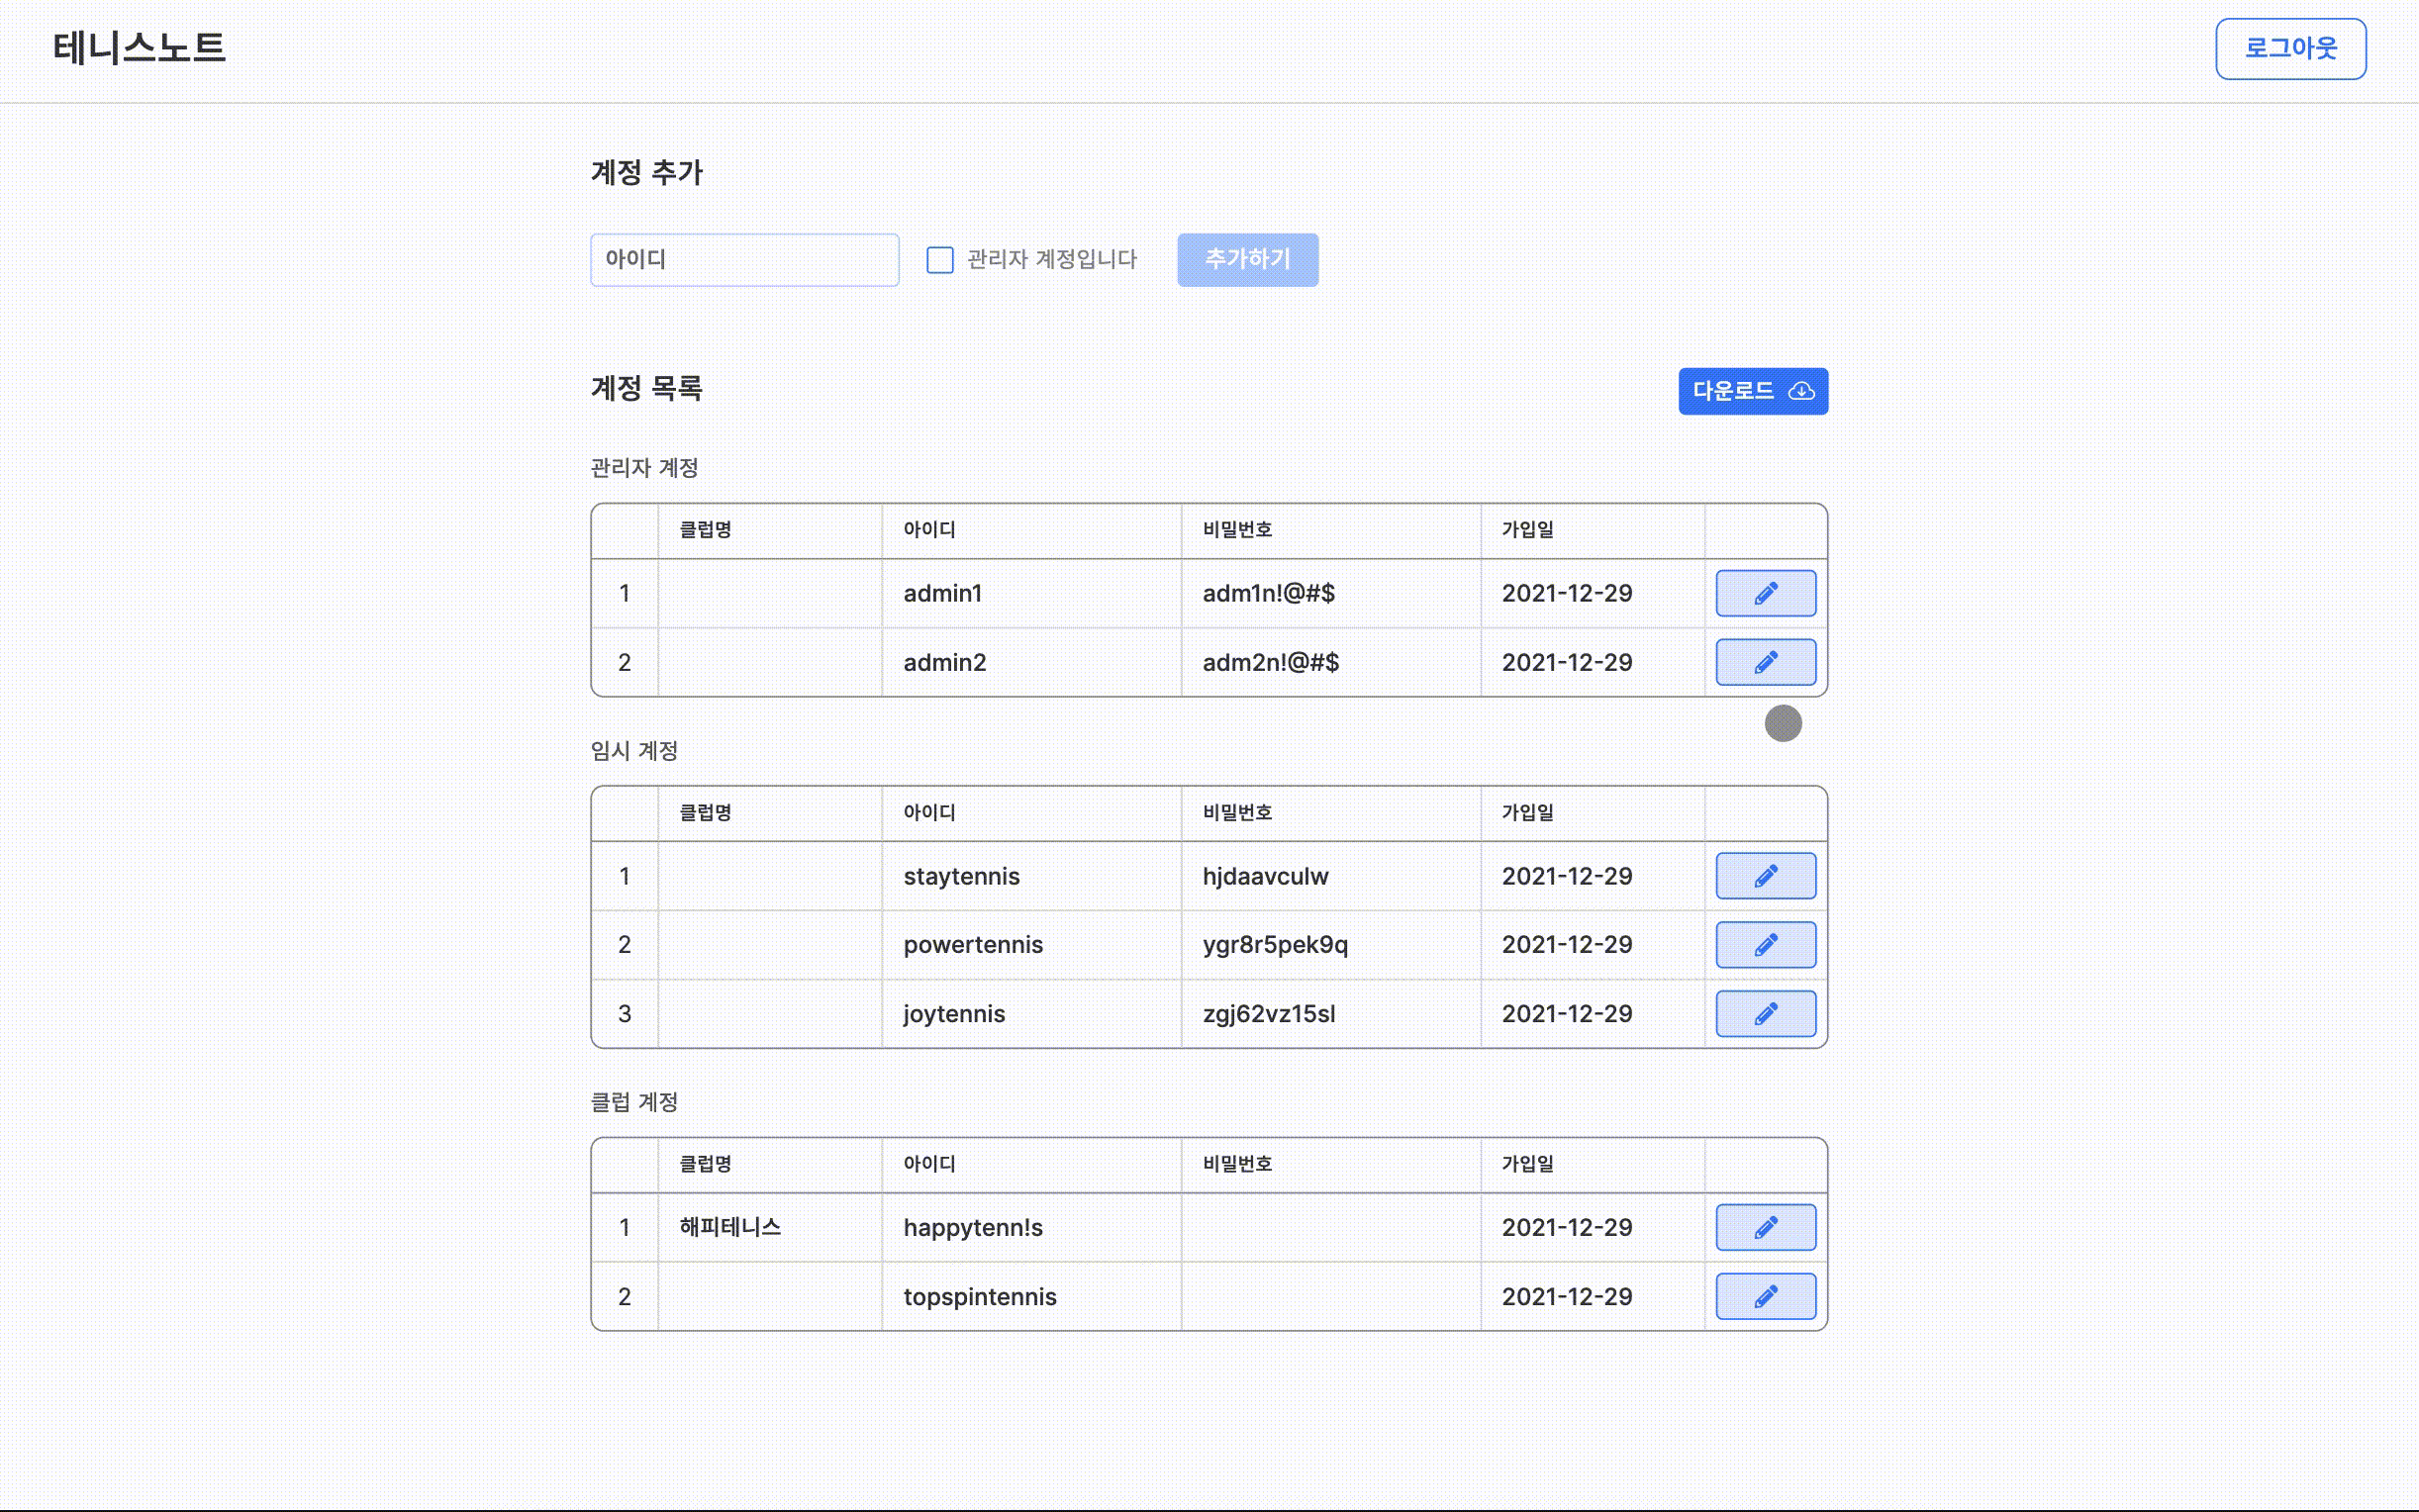 테니스노트 로그아웃
계정 추가
아이디 관리자 계정입니다 추가하기
계정 목록 다운로드
관리자 계정
클럽명 아이디 비밀번호 가입일
1 admin1 adm1n!@#$ 2021-12-29
2 admin2 adm2n!@#$ 2021-12-29
임시 계정
클럽명 아이디 비밀번호 가입일
1 staytennis hjdaavculw 2021-12-29
2 powertennis ygr8r5pek9q 2021-12-29
3 joytennis zgj62vz15sl 2021-12-29
클럽 계정
클럽명 아이디 비밀번호 가입일
1 해피테니스 happytenn!s 2021-12-29
2 topspintennis 2021-12-29